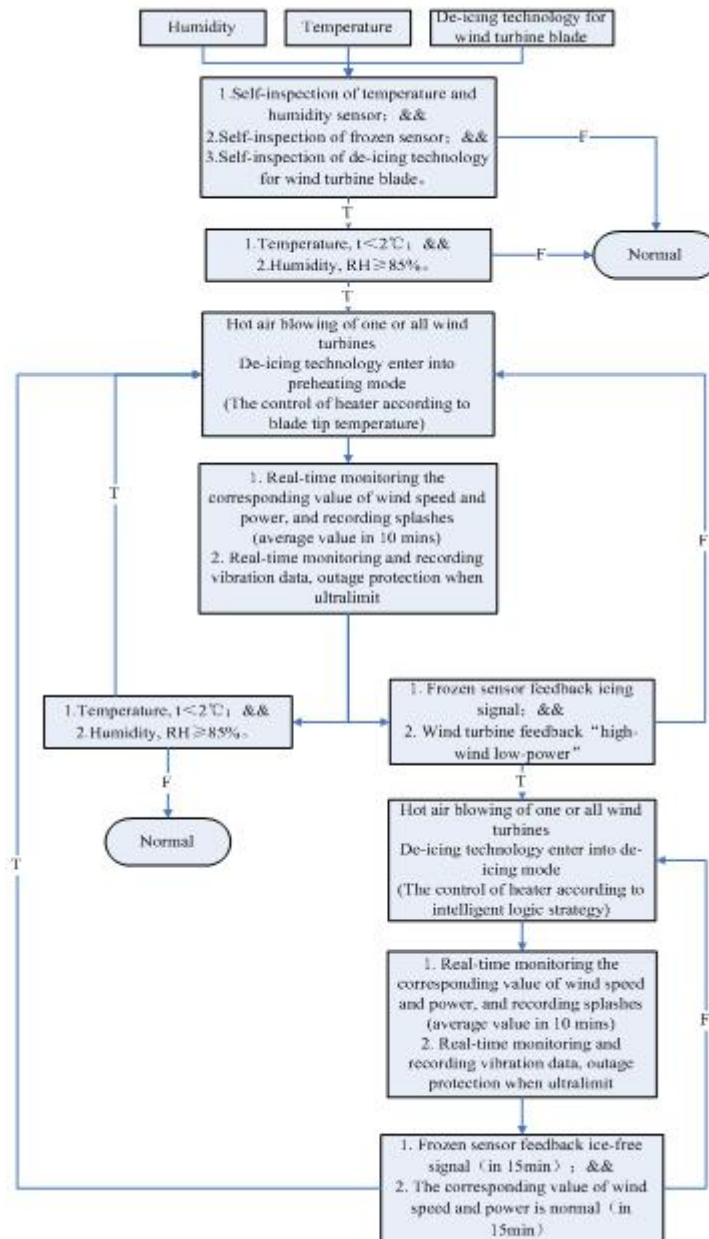 Humidity
Temperature
De-icing technology for
wind turbine blade
1.Self-inspection of temperature and
humidity sensor; &&
2.Self-inspection of frozen sensor; &&
3.Self-inspection of de-icing technology
for wind turbine blade。
F
T
1.Temperature, t＜2℃; &&
2.Humidity, RH≥85%。
F
Normal
T
Hot air blowing of one or all wind
turbines
De-icing technology enter into
preheating mode
(The control of heater according to
blade tip temperature)
T
1. Real-time monitoring the
corresponding value of wind speed and
power, and recording splashes
(average value in 10 mins)
2. Real-time monitoring and recording
vibration data, outage protection when
ultralimit
F
1.Temperature, t＜2℃; &&
2.Humidity, RH≥85%。
1. Frozen sensor feedback icing
signal; &&
2. Wind turbine feedback “high-
wind low-power”
F
T
Normal
Hot air blowing of one or all wind
turbines
De-icing technology enter into de-
icing mode
(The control of heater according to
intelligent logic strategy)
T
1. Real-time monitoring the
corresponding value of wind speed
and power, and recording splashes
(average value in 10 mins)
2. Real-time monitoring and
recording vibration data, outage
protection when ultralimit
F
1. Frozen sensor feedback ice-free
signal（in 15min）; &&
2. The corresponding value of wind
speed and power is normal（in
15min）